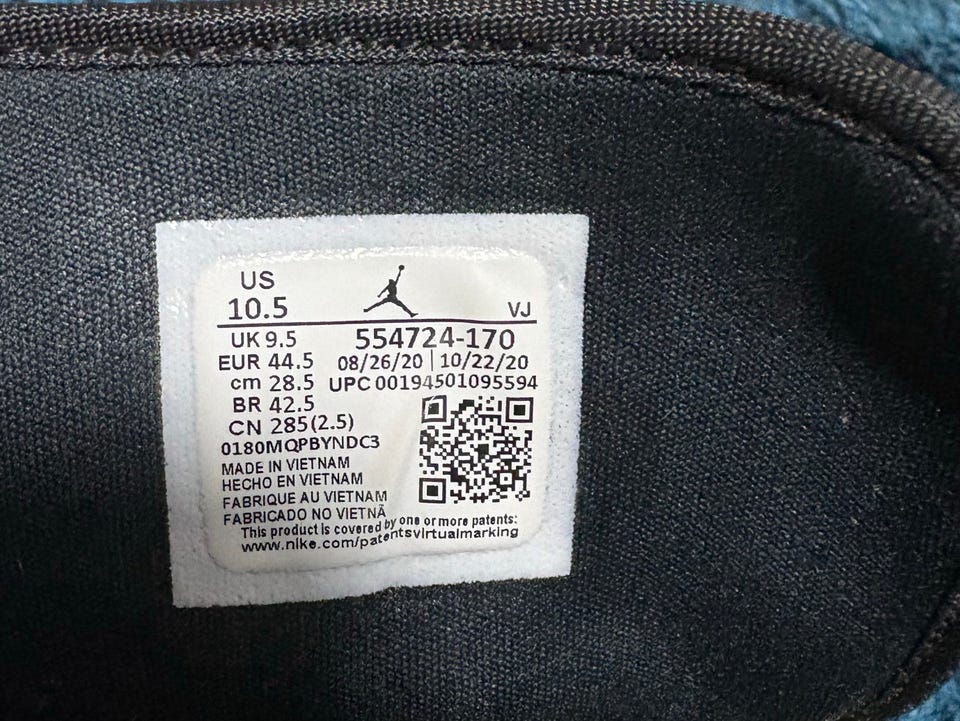 US
10.5
VJ
UK 9.5
554724-170
EUR 44.5
08/26/20 | 10/22/20
cm 28.5
UPC 00194501095594
BR 42.5
CN 285(2.5)
0180MQPBYNDC3
MADE IN VIETNAM
HECHO EN VIETNAM
FABRIQUE AU VIETNAM
FABRICADO NO VIETNÃ
This product is covered by one or more patents:
www.nike.com/patentsvirtualmarking